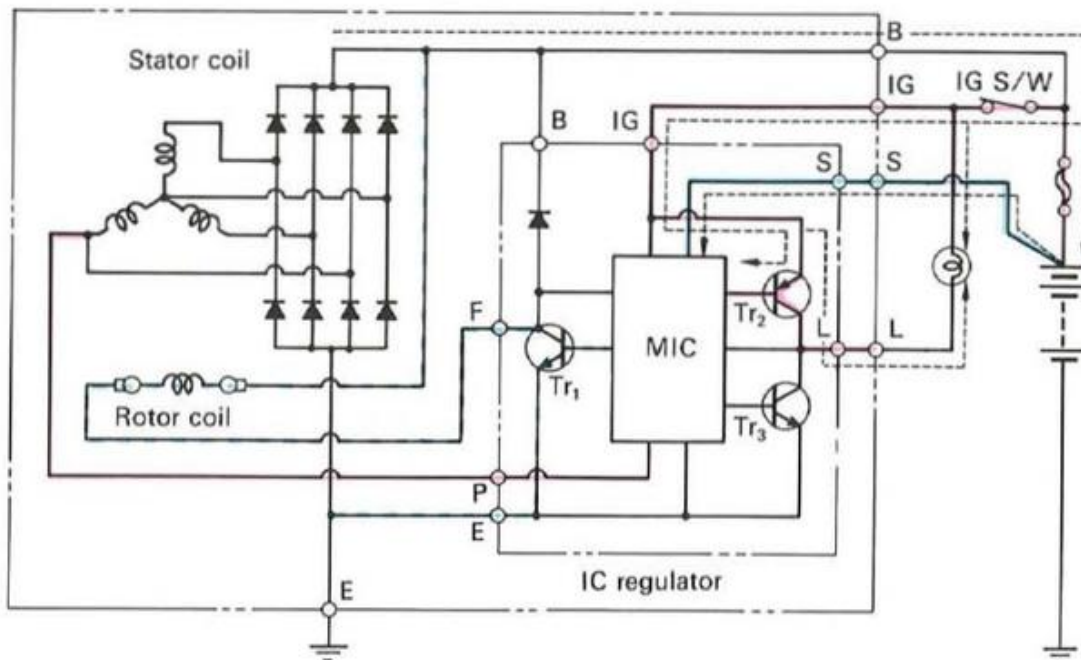 B
Stator coil
IG
IG S/W
B
IG
S
S
F
Tr₂
MIC
L
L
Tr₁
Rotor coil
Tr₃
P
E
IC regulator
E